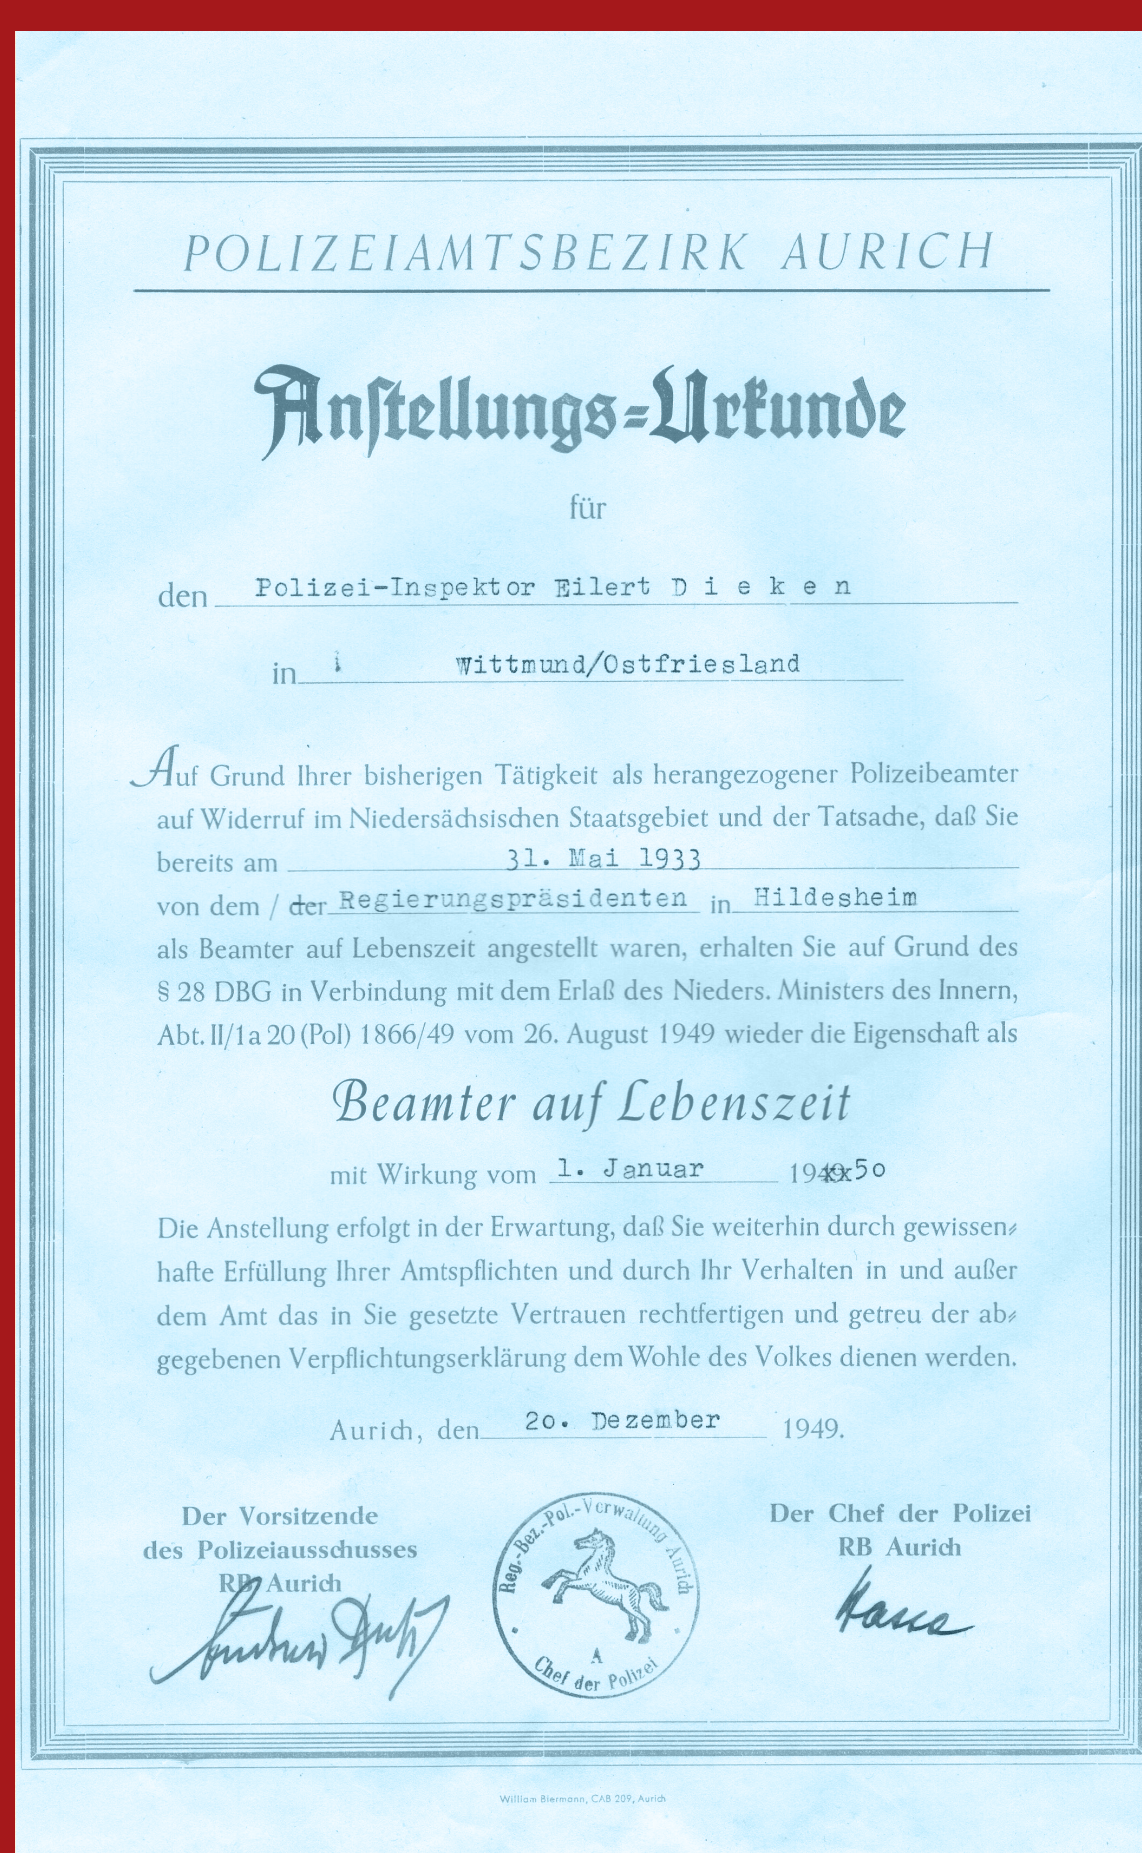 POLIZEIAMTSBEZIRK AURICH
Anſtellungs=Urkunde
für
den Polizei-Inspektor Eilert D i e k e n
in i Wittmund/Ostfriesland
Auf Grund Ihrer bisherigen Tätigkeit als herangezogener Polizeibeamter
auf Widerruf im Niedersächsischen Staatsgebiet und der Tatsache, daß Sie
bereits am 31. Mai 1933
von dem / der Regierungspräsidenten in Hildesheim
als Beamter auf Lebenszeit angestellt waren, erhalten Sie auf Grund des
§ 28 DBG in Verbindung mit dem Erlaß des Nieders. Ministers des Innern,
Abt. II/1a 20 (Pol) 1866/49 vom 26. August 1949 wieder die Eigenschaft als
Beamter auf Lebenszeit
mit Wirkung vom 1. Januar 1949xx50
Die Anstellung erfolgt in der Erwartung, daß Sie weiterhin durch gewissen=
hafte Erfüllung Ihrer Amtspflichten und durch Ihr Verhalten in und außer
dem Amt das in Sie gesetzte Vertrauen rechtfertigen und getreu der ab=
gegebenen Verpflichtungserklärung dem Wohle des Volkes dienen werden.
Aurich, den 20. Dezember 1949.
Der Vorsitzende
des Polizeiausschusses
RB Aurich
Reg.-Bez.-Pol.-Verwaltung Aurich
A
Chef der Polizei
Der Chef der Polizei
RB Aurich
William Biermann, CAB 209, Aurich